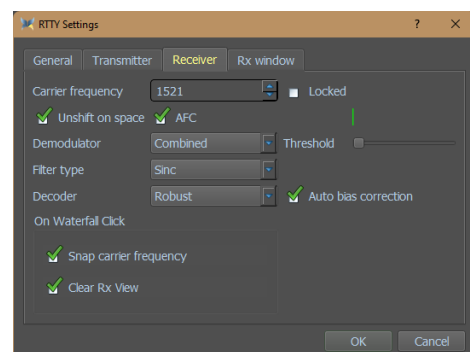 RTTY Settings ? ×
General Transmitter Receiver Rx window
Carrier frequency 1521 Locked
Unshift on space AFC
Demodulator Combined Threshold
Filter type Sinc
Decoder Robust Auto bias correction
On Waterfall Click
Snap carrier frequency
Clear Rx View
OK Cancel